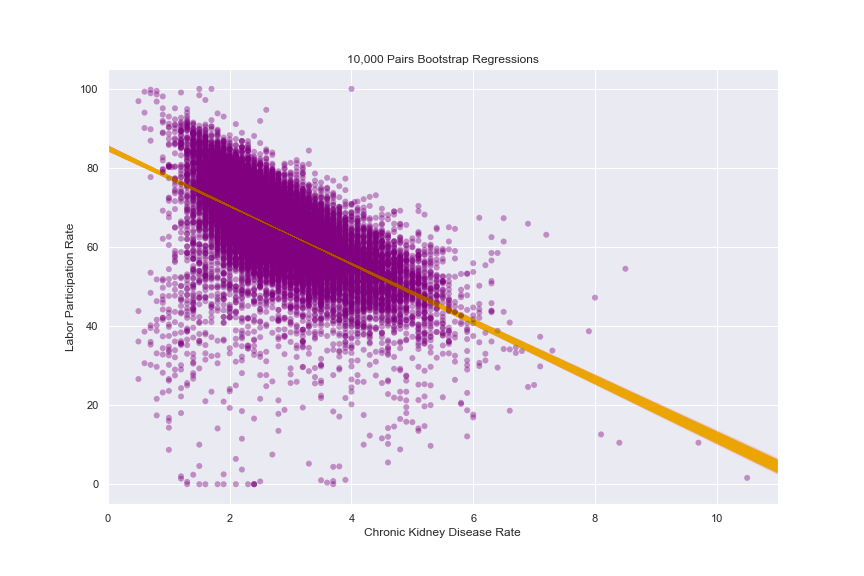 10,000 Pairs Bootstrap Regressions
100
80
60
40
20
0
Labor Participation Rate
0 2 4 6 8 10
Chronic Kidney Disease Rate